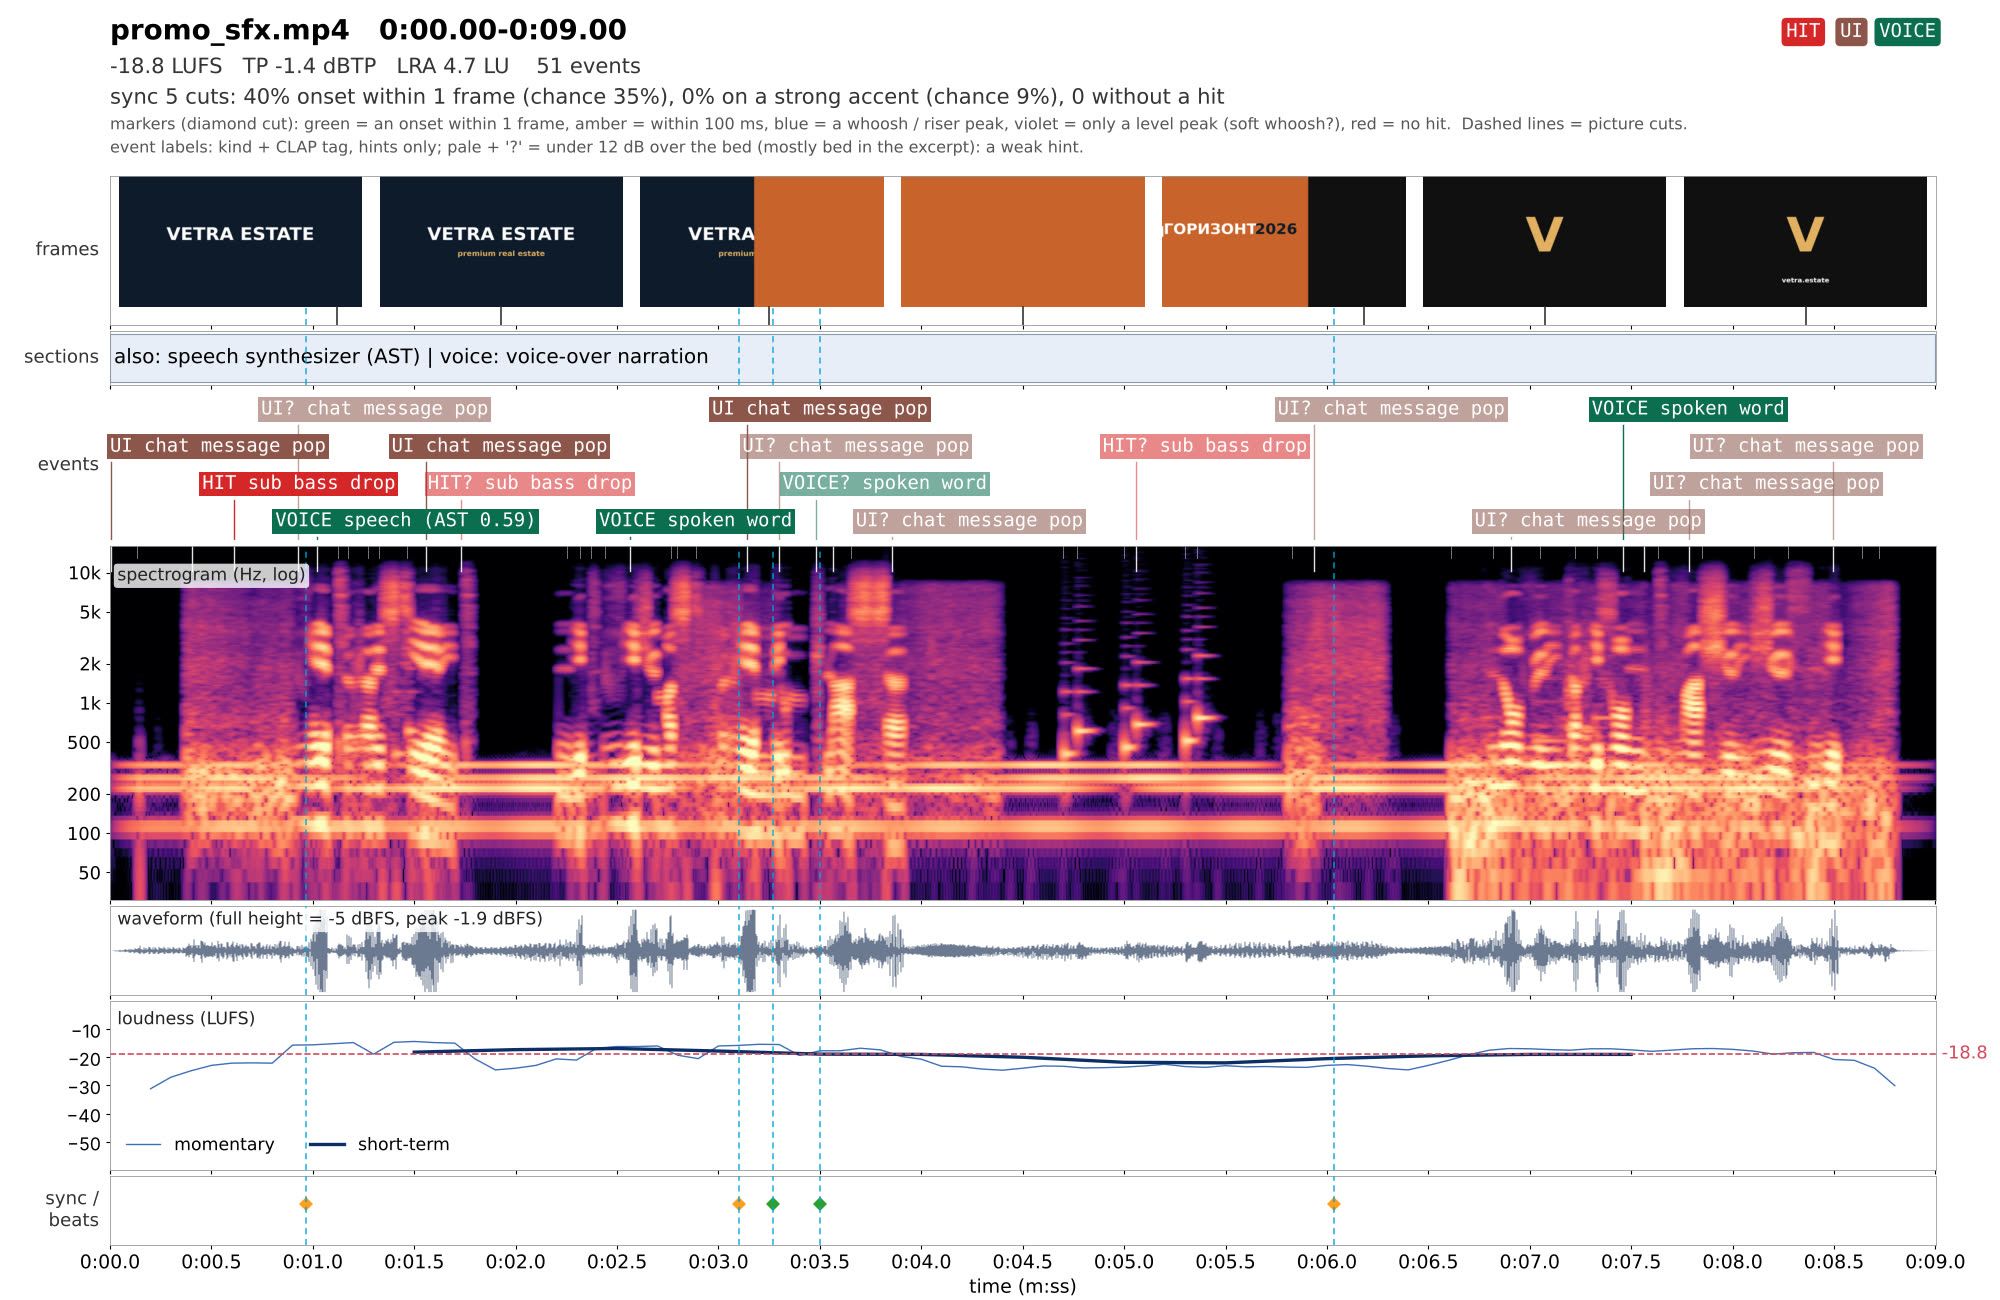 promo_sfx.mp4   0:00.00-0:09.00
HIT UI VOICE
-18.8 LUFS   TP -1.4 dBTP   LRA 4.7 LU    51 events
sync 5 cuts: 40% onset within 1 frame (chance 35%), 0% on a strong accent (chance 9%), 0 without a hit
markers (diamond cut): green = an onset within 1 frame, amber = within 100 ms, blue = a whoosh / riser peak, violet = only a level peak (soft whoosh?), red = no hit.  Dashed lines = picture cuts.
event labels: kind + CLAP tag, hints only; pale + '?' = under 12 dB over the bed (mostly bed in the excerpt): a weak hint.
frames
VETRA ESTATE
VETRA ESTATE
premium real estate
VETRA
premium
ГОРИЗОНТ2026
V
V
vetra.estate
sections
also: speech synthesizer (AST) | voice: voice-over narration
events
UI? chat message pop
UI chat message pop
UI? chat message pop
VOICE spoken word
UI chat message pop
UI chat message pop
UI? chat message pop
HIT? sub bass drop
UI? chat message pop
HIT sub bass drop
HIT? sub bass drop
VOICE? spoken word
UI? chat message pop
VOICE speech (AST 0.59)
VOICE spoken word
UI? chat message pop
UI? chat message pop
spectrogram (Hz, log)
10k
5k
2k
1k
500
200
100
50
waveform (full height = -5 dBFS, peak -1.9 dBFS)
loudness (LUFS)
−10
−20
−30
−40
−50
-18.8
momentary
short-term
sync /
beats
0:00.0 0:00.5 0:01.0 0:01.5 0:02.0 0:02.5 0:03.0 0:03.5 0:04.0 0:04.5 0:05.0 0:05.5 0:06.0 0:06.5 0:07.0 0:07.5 0:08.0 0:08.5 0:09.0
time (m:ss)